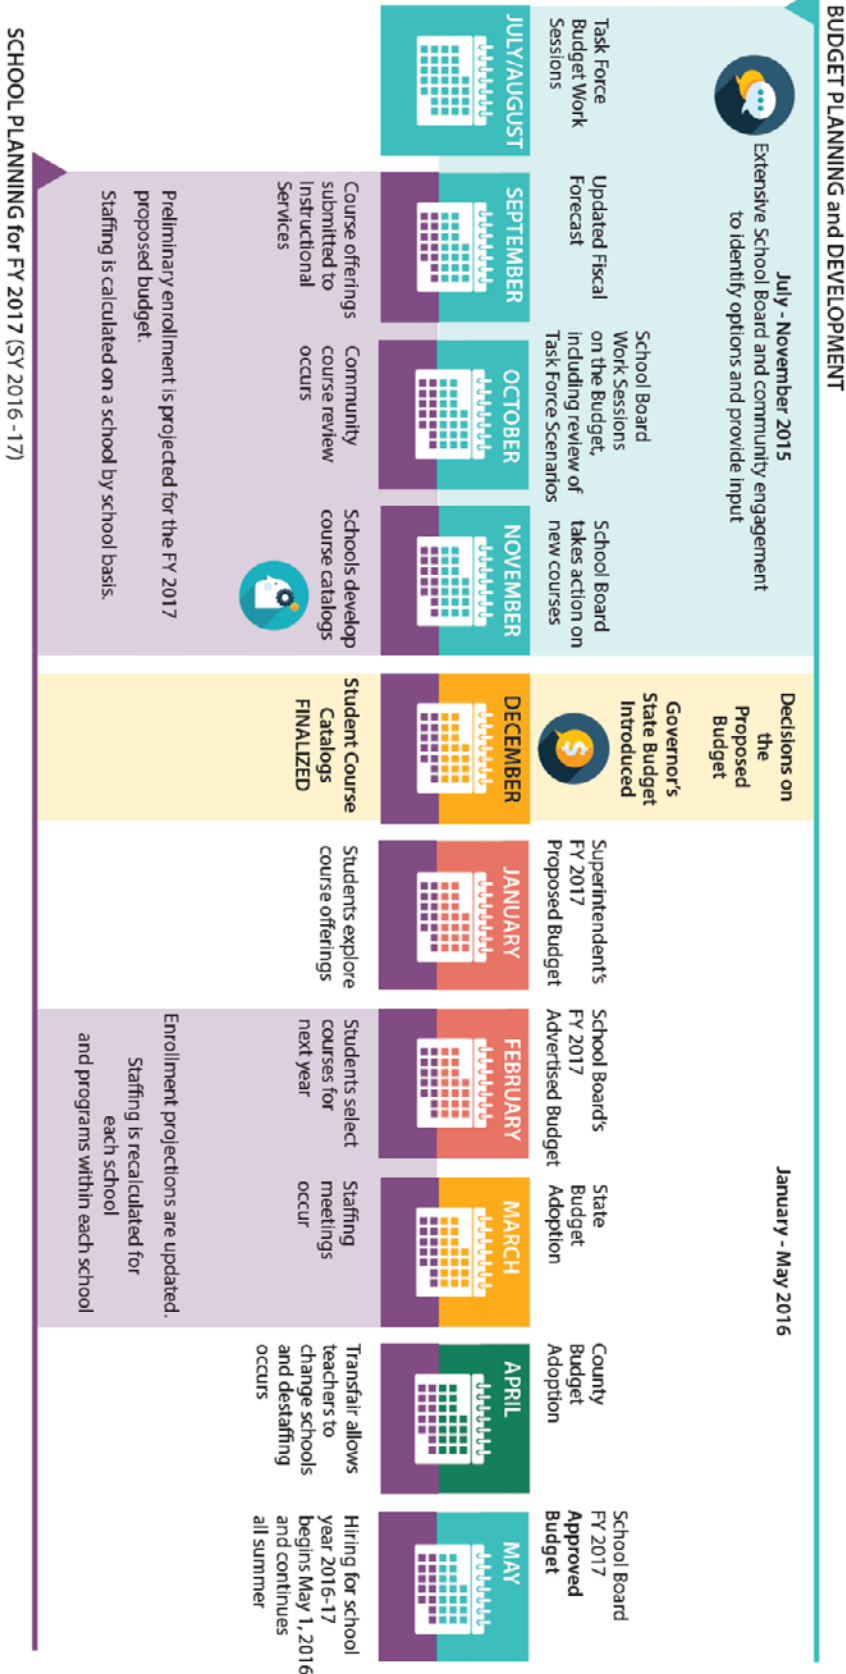 BUDGET PLANNING and DEVELOPMENT
July - November 2015
Extensive School Board and community engagement
to identify options and provide input
Decisions on
the
Proposed
Budget
January - May 2016
Task Force
Budget Work
Sessions
Updated Fiscal
Forecast
School Board
Work Sessions
on the Budget,
including review of
Task Force Scenarios
School Board
takes action on
new courses
Governor's
State Budget
Introduced
$
Superintendent's
FY 2017
Proposed Budget
School Board's
FY 2017
Advertised Budget
State
Budget
Adoption
County
Budget
Adoption
School Board
FY 2017
Approved
Budget
JULY/AUGUST
SEPTEMBER
OCTOBER
NOVEMBER
DECEMBER
JANUARY
FEBRUARY
MARCH
APRIL
MAY
Course offerings
submitted to
Instructional
Services
Community
course review
occurs
Schools develop
course catalogs
Student Course
Catalogs
FINALIZED
Students explore
course offerings
Students select
courses for
next year
Staffing
meetings
occur
Transfair allows
teachers to
change schools
and destaffing
occurs
Hiring for school
year 2016-17
begins May 1, 2016
and continues
all summer
Preliminary enrollment is projected for the FY 2017
proposed budget.
Staffing is calculated on a school by school basis.
Enrollment projections are updated.
Staffing is recalculated for
each school
and programs within each school
SCHOOL PLANNING for FY 2017 (SY 2016 -17)